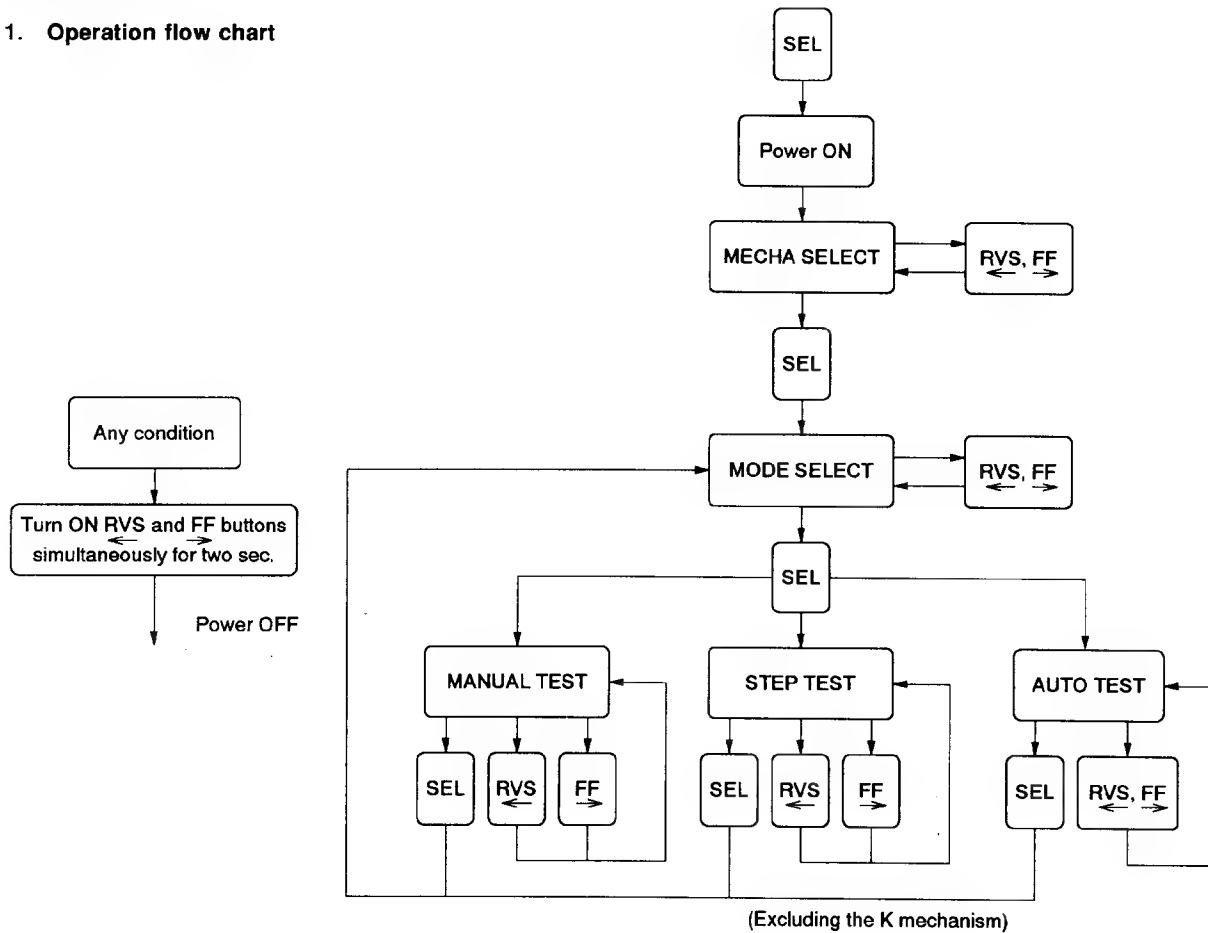 1. Operation flow chart
SEL
Power ON
MECHA SELECT
RVS, FF
SEL
MODE SELECT
RVS, FF
SEL
Any condition
Turn ON RVS and FF buttons
simultaneously for two sec.
Power OFF
MANUAL TEST
STEP TEST
AUTO TEST
SEL
RVS
FF
SEL
RVS
FF
SEL
RVS, FF
(Excluding the K mechanism)